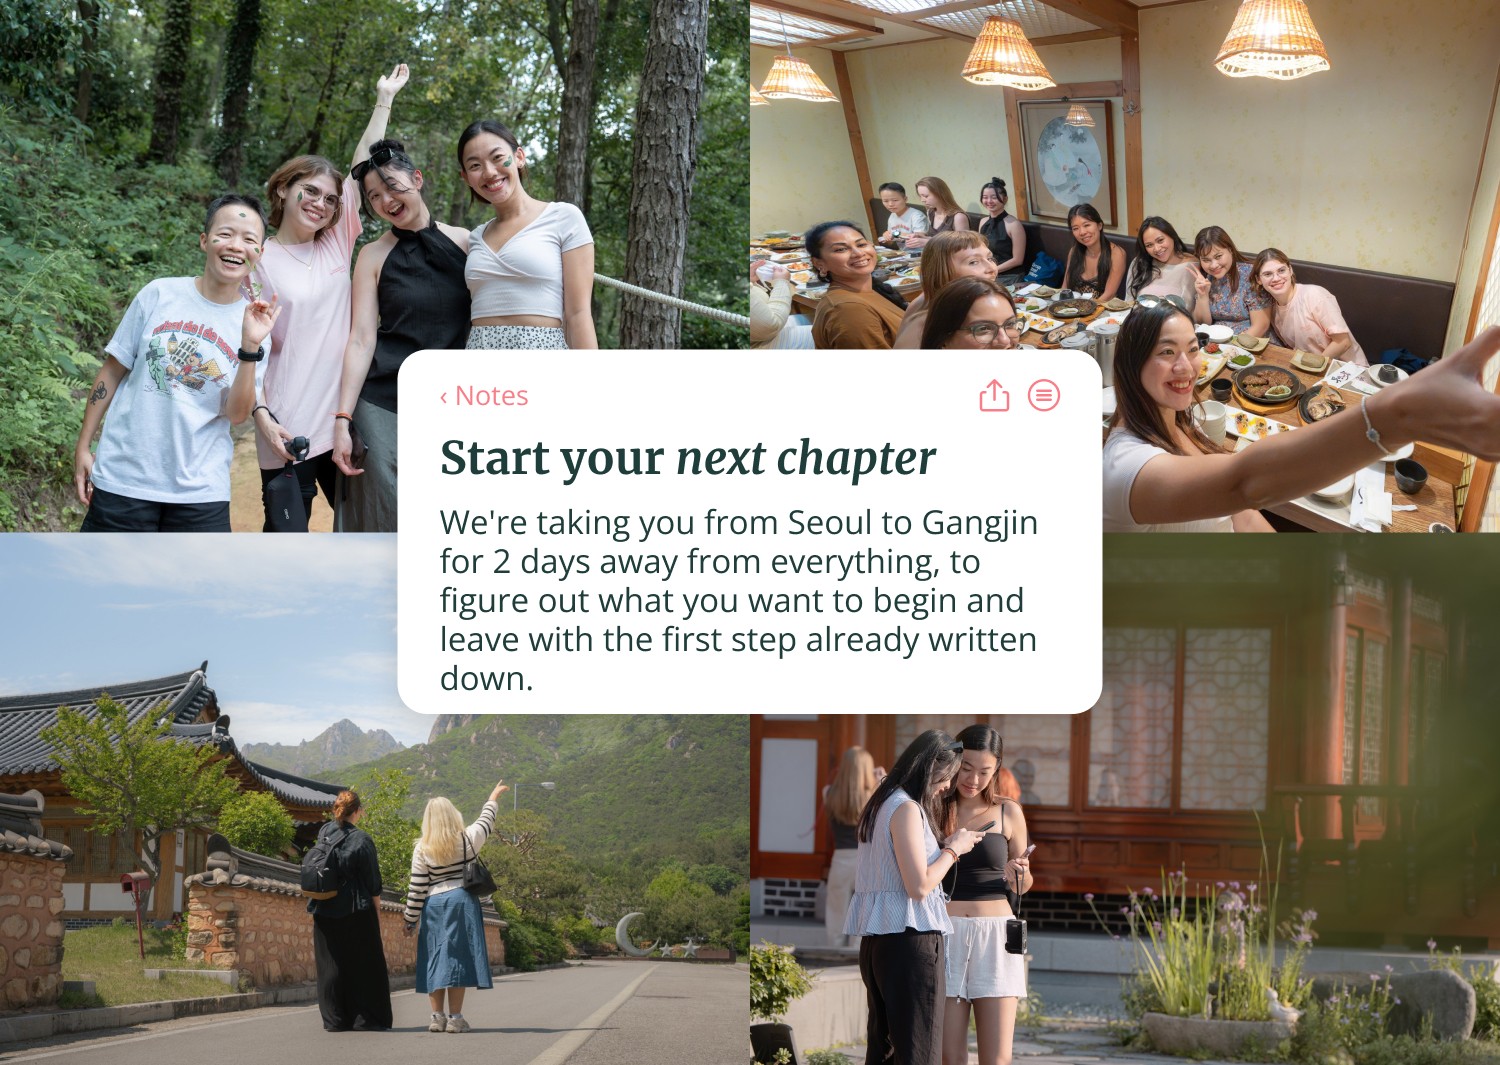 ‹ Notes
Start your next chapter
We're taking you from Seoul to Gangjin
for 2 days away from everything, to
figure out what you want to begin and
leave with the first step already written
down.